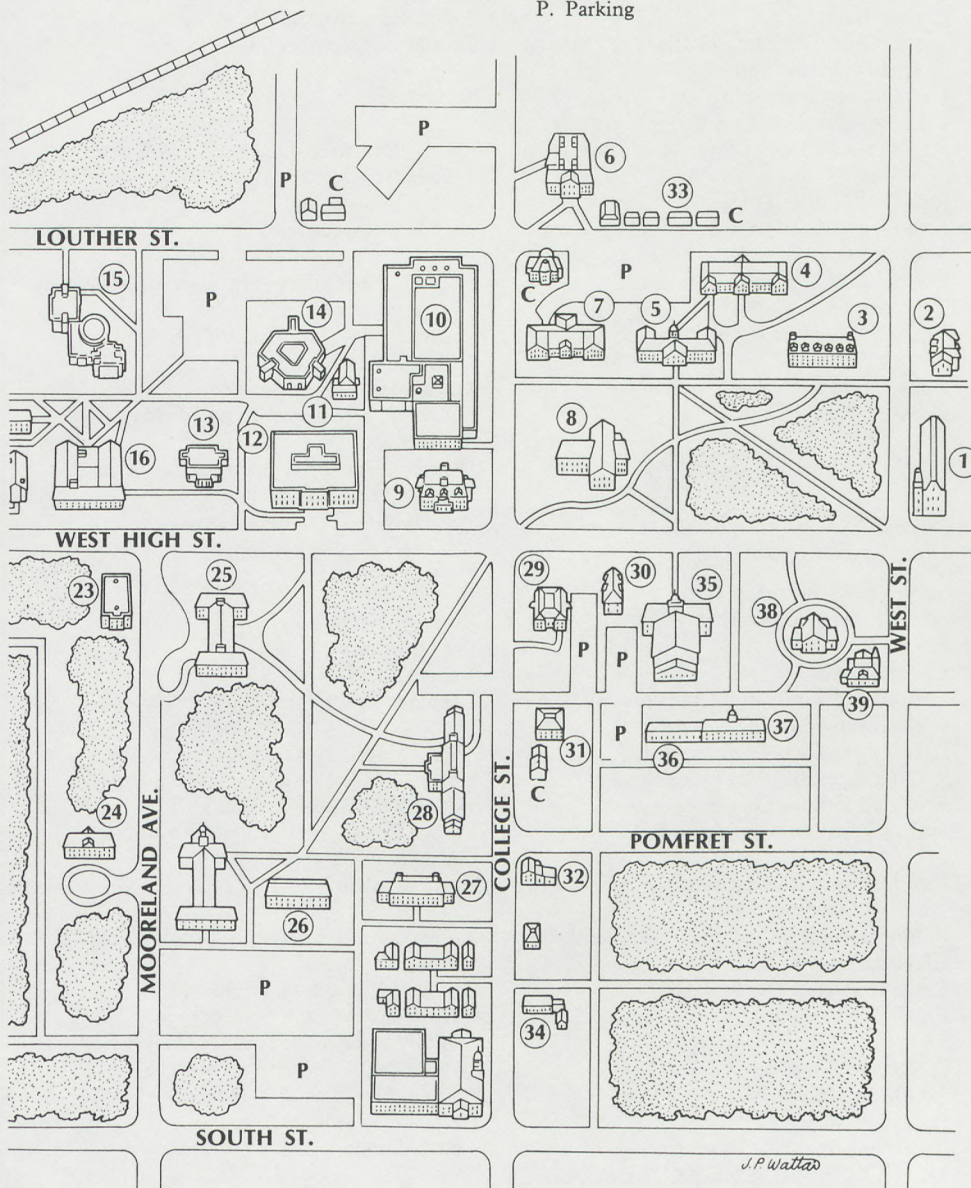 P. Parking
P
6
P
C
33
C
LOUTHER ST.
15
P
14
10
C
P
7
5
4
3
2
11
13
12
16
9
8
1
WEST HIGH ST.
23
25
29
30
35
38
WEST ST.
P
P
39
31
P
37
36
C
24
MOORELAND AVE.
28
COLLEGE ST.
POMFRET ST.
27
32
26
P
34
P
SOUTH ST.
J.P. Wattas